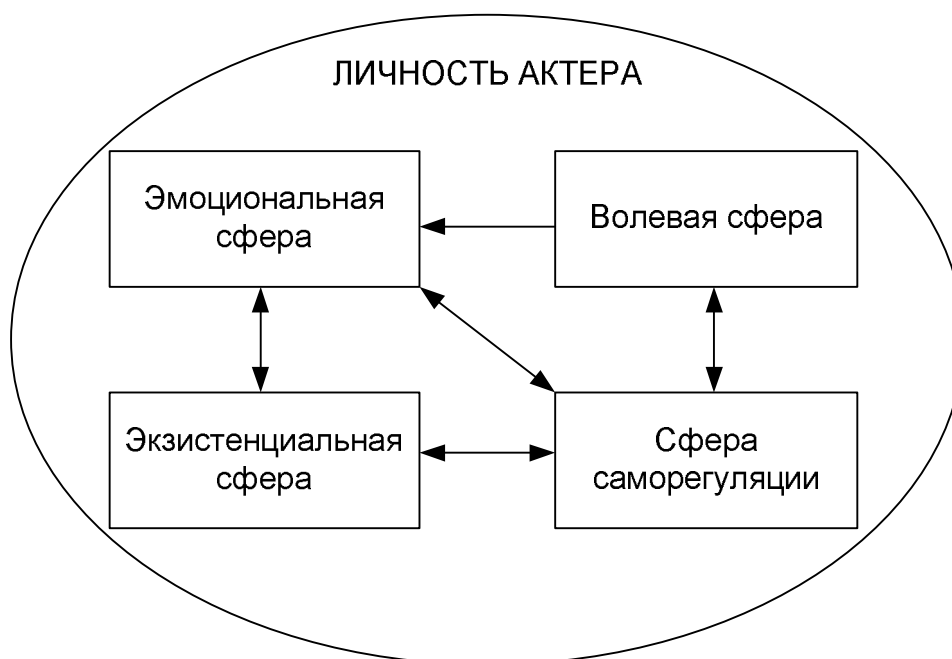 ЛИЧНОСТЬ АКТЕРА
Эмоциональная
сфера
Волевая сфера
Экзистенциальная
сфера
Сфера
саморегуляции